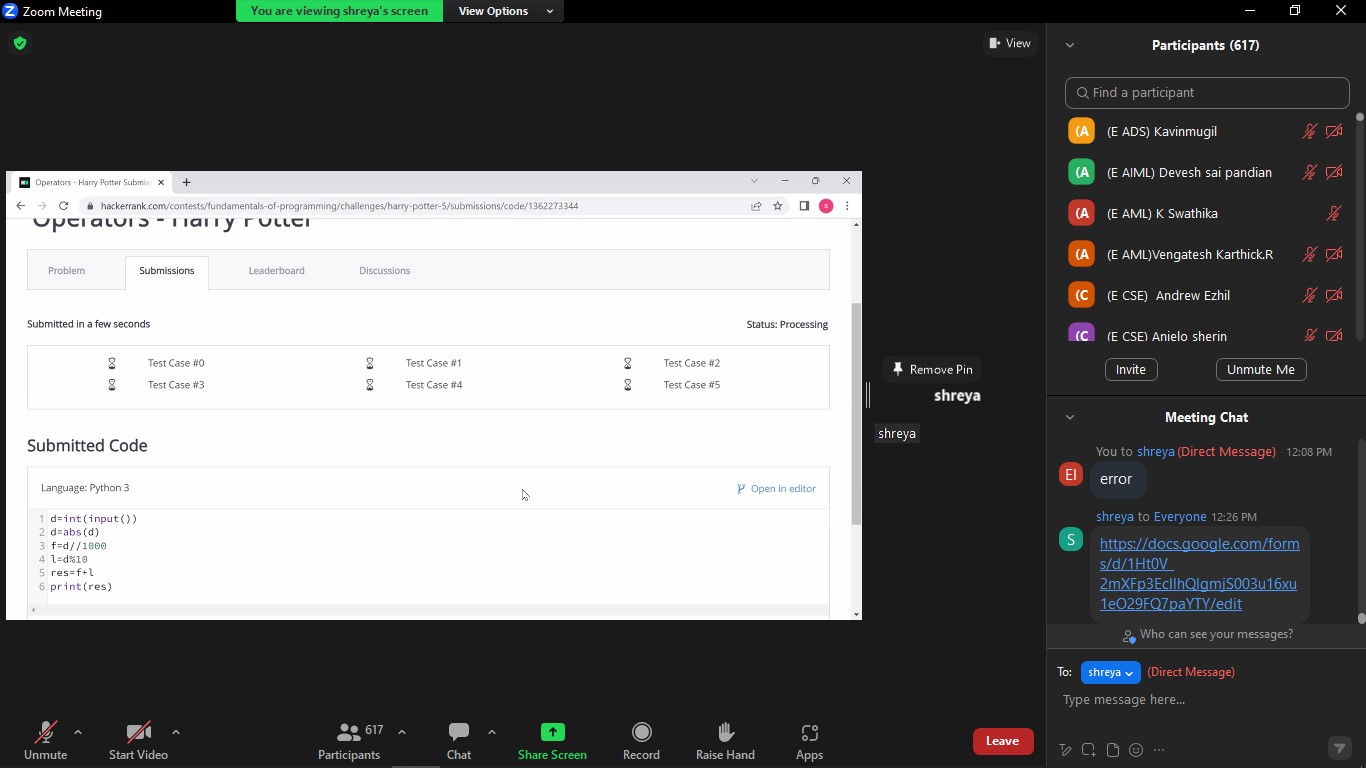 Zoom Meeting
You are viewing shreya's screen
View Options
View
Operators - Harry Potter Submis
hackerrank.com/contests/fundamentals-of-programming/challenges/harry-potter-5/submissions/code/1362273344
Operators - Harry Potter
Problem
Submissions
Leaderboard
Discussions
Submitted in a few seconds
Status: Processing
Test Case #0
Test Case #1
Test Case #2
Test Case #3
Test Case #4
Test Case #5
Submitted Code
Language: Python 3
Open in editor
1 d=int(input())
2 d=abs(d)
3 f=d//1000
4 l=d%10
5 res=f+l
6 print(res)
Remove Pin
shreya
shreya
Participants (617)
Find a participant
(A (E ADS) Kavinmugil
(A (E AIML) Devesh sai pandian
(A (E AML) K Swathika
(A (E AML)Vengatesh Karthick.R
(C (E CSE) Andrew Ezhil
(C (E CSE) Anielo sherin
Invite
Unmute Me
Meeting Chat
You to shreya (Direct Message) 12:08 PM
EI
error
shreya to Everyone 12:26 PM
S
https://docs.google.com/form
s/d/1Ht0V_
2mXFp3EcIlhQlgmjS003u16xu
1eO29FQ7paYTY/edit
Who can see your messages?
To: shreya (Direct Message)
Type message here...
Unmute
Start Video
617
Participants
Chat
Share Screen
Record
Raise Hand
Apps
Leave